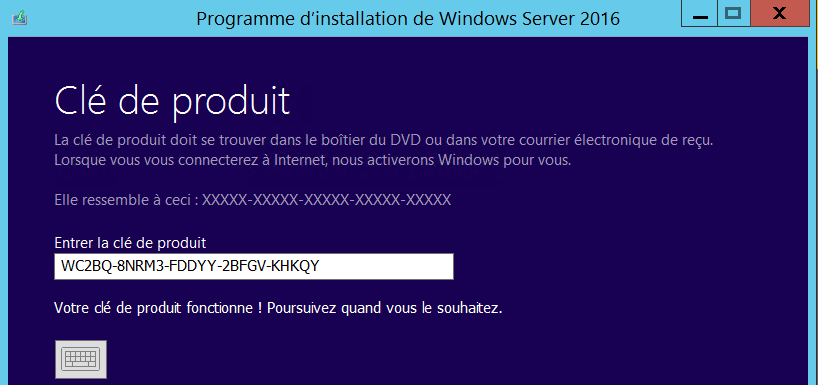 Programme d'installation de Windows Server 2016
Clé de produit
La clé de produit doit se trouver dans le boîtier du DVD ou dans votre courrier électronique de reçu.
Lorsque vous vous connecterez à Internet, nous activerons Windows pour vous.
Elle ressemble à ceci : XXXXX-XXXXX-XXXXX-XXXXX-XXXXX
Entrer la clé de produit
WC2BQ-8NRM3-FDDYY-2BFGV-KHKQY
Votre clé de produit fonctionne ! Poursuivez quand vous le souhaitez.